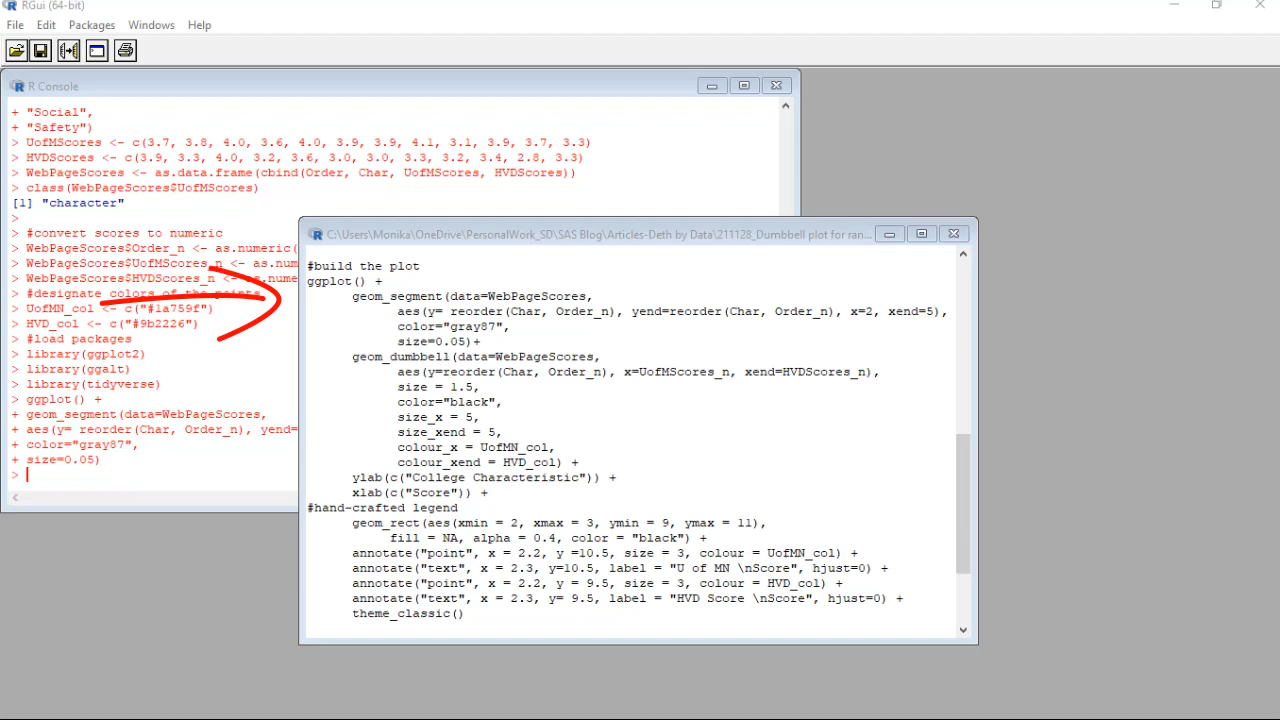 RGui (64-bit)
File Edit Packages Windows Help
R Console
+ "Social",
+ "Safety")
> UofMScores <- c(3.7, 3.8, 4.0, 3.6, 4.0, 3.9, 3.9, 4.1, 3.1, 3.9, 3.7, 3.3)
> HVDScores <- c(3.9, 3.3, 4.0, 3.2, 3.6, 3.0, 3.0, 3.3, 3.2, 3.4, 2.8, 3.3)
> WebPageScores <- as.data.frame(cbind(Order, Char, UofMScores, HVDScores))
> class(WebPageScores$UofMScores)
[1] "character"
>
> #convert scores to numeric
> WebPageScores$Order_n <- as.numeric(
> WebPageScores$UofMScores_n <- as.num
> WebPageScores$HVDScores_n <- as.nume
> #designate colors of the points
> UofMN_col <- c("#1a759f")
> HVD_col <- c("#9b2226")
> #load packages
> library(ggplot2)
> library(ggalt)
> library(tidyverse)
> ggplot() +
+ geom_segment(data=WebPageScores,
+ aes(y= reorder(Char, Order_n), yend=
+ color="gray87",
+ size=0.05)
>
C:\Users\Monika\OneDrive\PersonalWork_SD\SAS Blog\Articles-Deth by Data\211128_Dumbbell plot for ran...
#build the plot
ggplot() +
geom_segment(data=WebPageScores,
aes(y= reorder(Char, Order_n), yend=reorder(Char, Order_n), x=2, xend=5),
color="gray87",
size=0.05)+
geom_dumbbell(data=WebPageScores,
aes(y=reorder(Char, Order_n), x=UofMScores_n, xend=HVDScores_n),
size = 1.5,
color="black",
size_x = 5,
size_xend = 5,
colour_x = UofMN_col,
colour_xend = HVD_col) +
ylab(c("College Characteristic")) +
xlab(c("Score")) +
#hand-crafted legend
geom_rect(aes(xmin = 2, xmax = 3, ymin = 9, ymax = 11),
fill = NA, alpha = 0.4, color = "black") +
annotate("point", x = 2.2, y =10.5, size = 3, colour = UofMN_col) +
annotate("text", x = 2.3, y=10.5, label = "U of MN \nScore", hjust=0) +
annotate("point", x = 2.2, y = 9.5, size = 3, colour = HVD_col) +
annotate("text", x = 2.3, y= 9.5, label = "HVD Score \nScore", hjust=0) +
theme_classic()